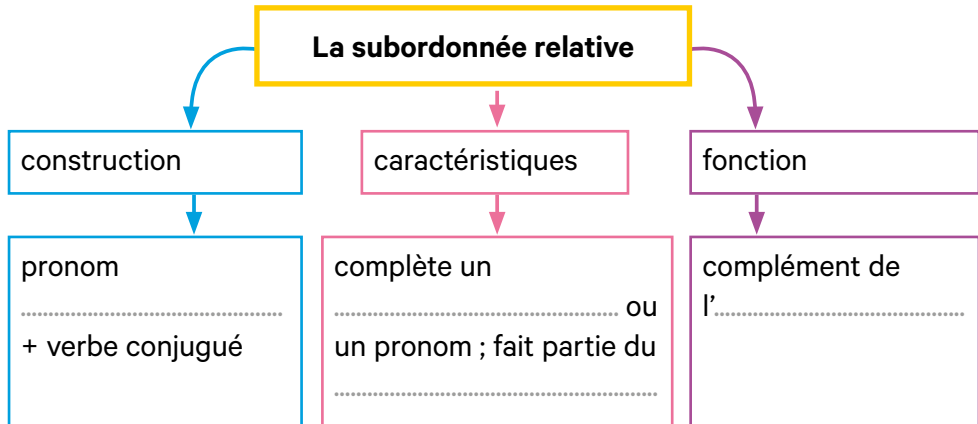 La subordonnée relative
construction
caractéristiques
fonction
pronom
................................................
+ verbe conjugué
complète un
.................................................... ou
un pronom ; fait partie du
............................................................
complément de
l’..............................................